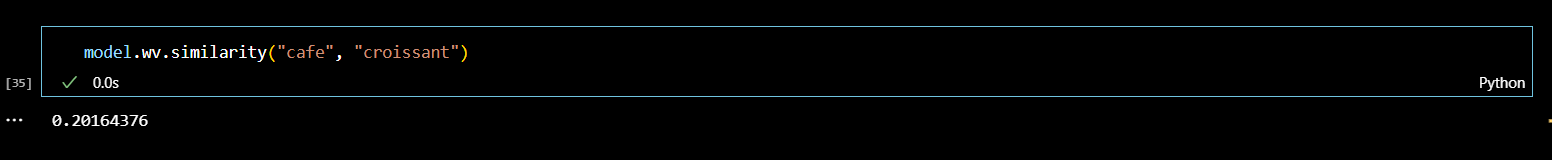 model.wv.similarity("cafe", "croissant")
[35]
0.0s
Python
...
0.20164376